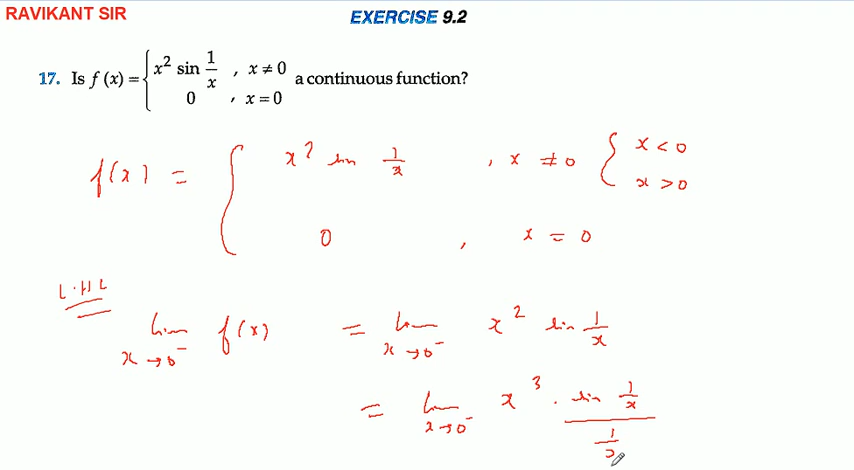 RAVIKANT SIR
EXERCISE 9.2
17. Is f (x) = { x² sin 1/x , x ≠ 0
0 , x = 0 a continuous function?
f(x) = { x² sin 1/x , x ≠ 0 { x < 0
x > 0
0 , x = 0
L.H.L
lim x→0⁻ f(x) = lim x→0⁻ x² sin 1/x
= lim x→0⁻ x³ . sin 1/x / 1/x